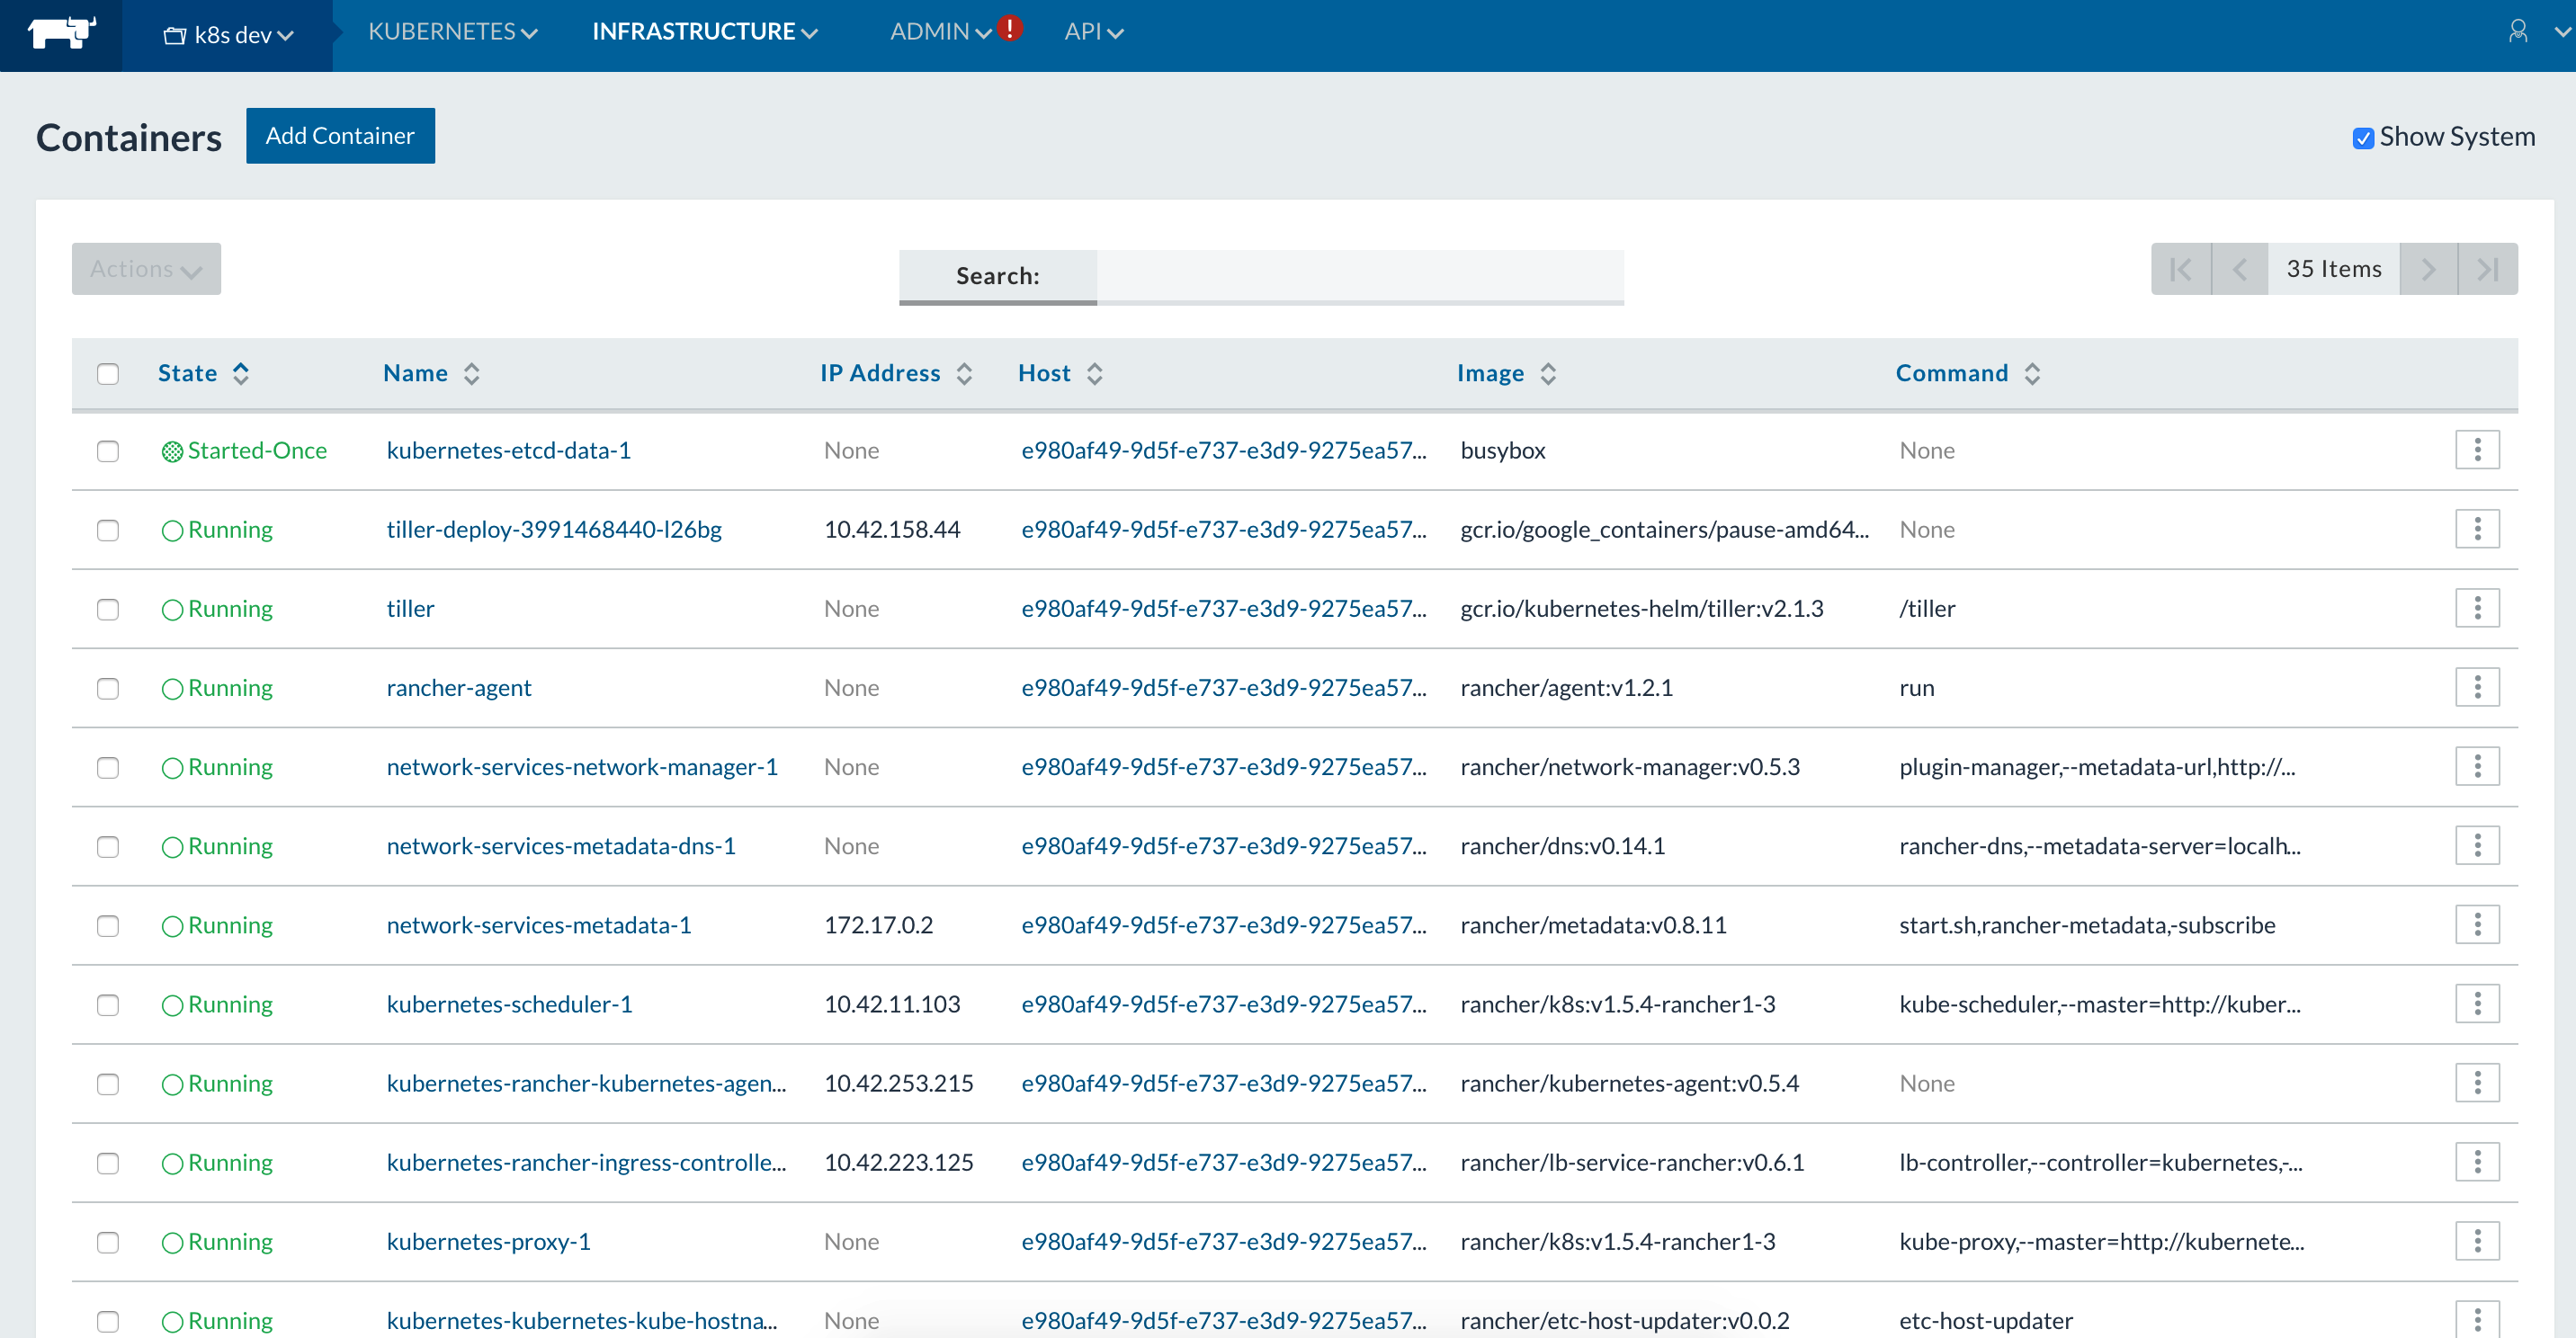 k8s dev KUBERNETES INFRASTRUCTURE ADMIN ! API
Containers Add Container Show System
Actions Search: 35 Items
State Name IP Address Host Image Command
Started-Once kubernetes-etcd-data-1 None e980af49-9d5f-e737-e3d9-9275ea57... busybox None
Running tiller-deploy-3991468440-l26bg 10.42.158.44 e980af49-9d5f-e737-e3d9-9275ea57... gcr.io/google_containers/pause-amd64... None
Running tiller None e980af49-9d5f-e737-e3d9-9275ea57... gcr.io/kubernetes-helm/tiller:v2.1.3 /tiller
Running rancher-agent None e980af49-9d5f-e737-e3d9-9275ea57... rancher/agent:v1.2.1 run
Running network-services-network-manager-1 None e980af49-9d5f-e737-e3d9-9275ea57... rancher/network-manager:v0.5.3 plugin-manager,--metadata-url,http://...
Running network-services-metadata-dns-1 None e980af49-9d5f-e737-e3d9-9275ea57... rancher/dns:v0.14.1 rancher-dns,--metadata-server=localh...
Running network-services-metadata-1 172.17.0.2 e980af49-9d5f-e737-e3d9-9275ea57... rancher/metadata:v0.8.11 start.sh,rancher-metadata,-subscribe
Running kubernetes-scheduler-1 10.42.11.103 e980af49-9d5f-e737-e3d9-9275ea57... rancher/k8s:v1.5.4-rancher1-3 kube-scheduler,--master=http://kuber...
Running kubernetes-rancher-kubernetes-agen... 10.42.253.215 e980af49-9d5f-e737-e3d9-9275ea57... rancher/kubernetes-agent:v0.5.4 None
Running kubernetes-rancher-ingress-controlle... 10.42.223.125 e980af49-9d5f-e737-e3d9-9275ea57... rancher/lb-service-rancher:v0.6.1 lb-controller,--controller=kubernetes,-...
Running kubernetes-proxy-1 None e980af49-9d5f-e737-e3d9-9275ea57... rancher/k8s:v1.5.4-rancher1-3 kube-proxy,--master=http://kubernete...
Running kubernetes-kubernetes-kube-hostna... None e980af49-9d5f-e737-e3d9-9275ea57... rancher/etc-host-updater:v0.0.2 etc-host-updater